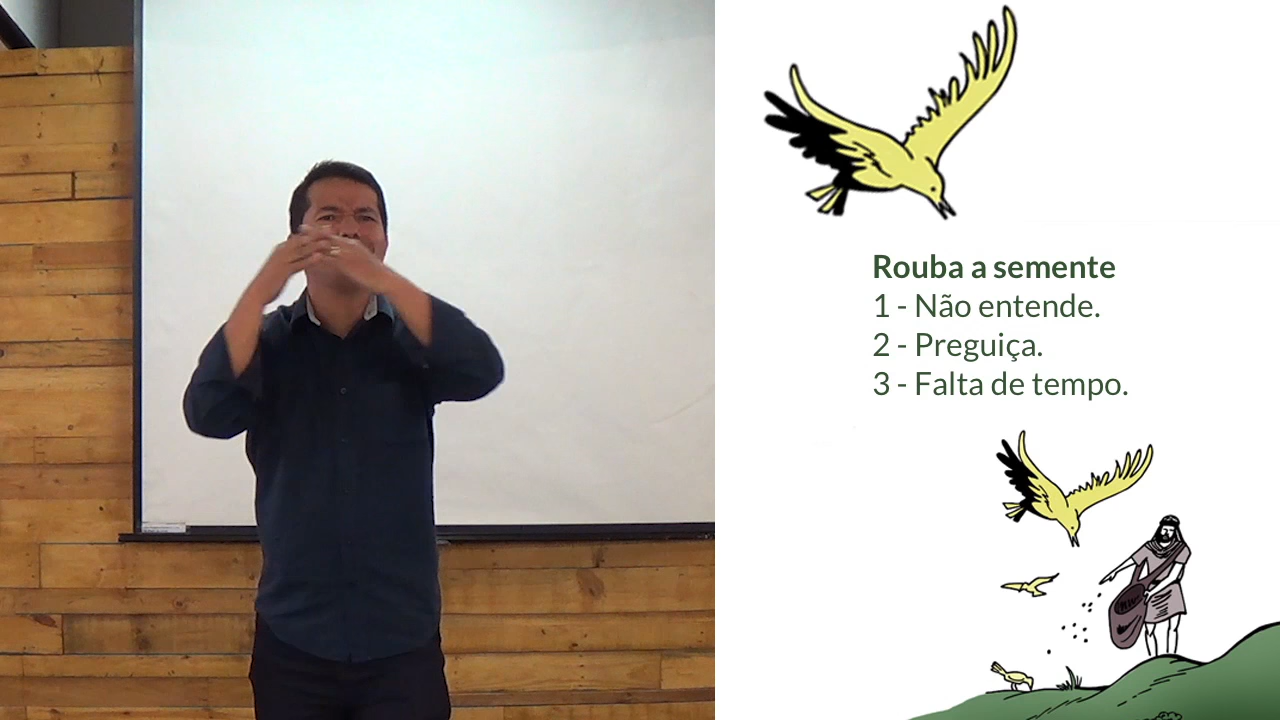 Rouba a semente
1 - Não entende.
2 - Preguiça.
3 - Falta de tempo.